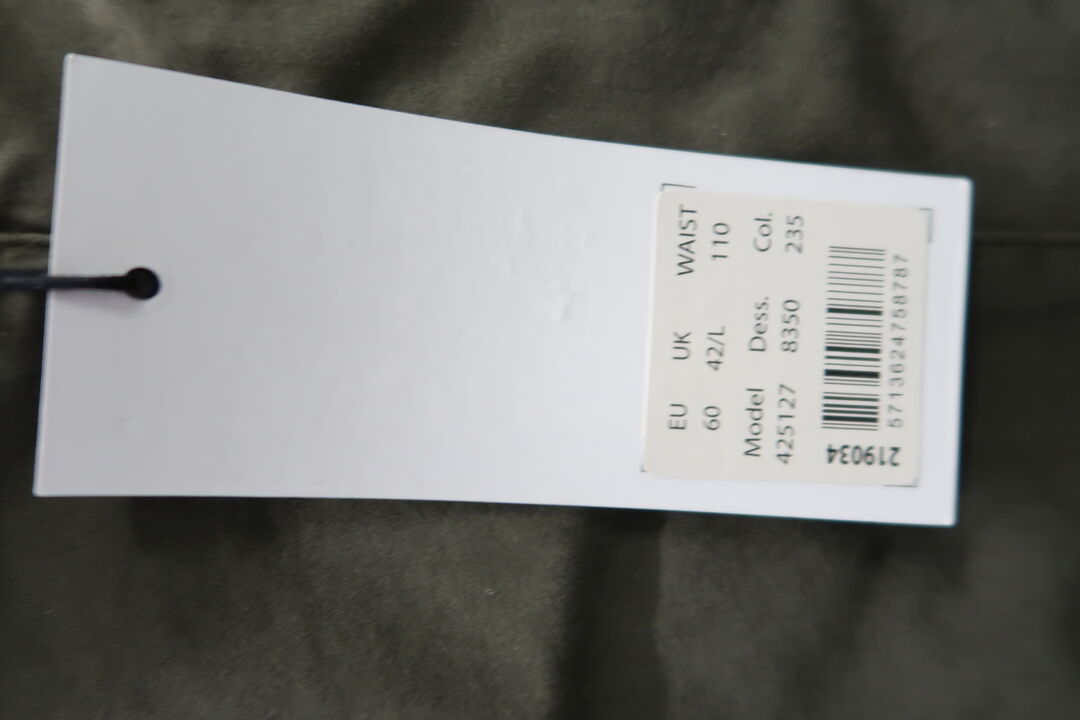 EU UK WAIST
60 42/L 110
Model Dess. Col.
425127 8350 235
5713624758787
219034